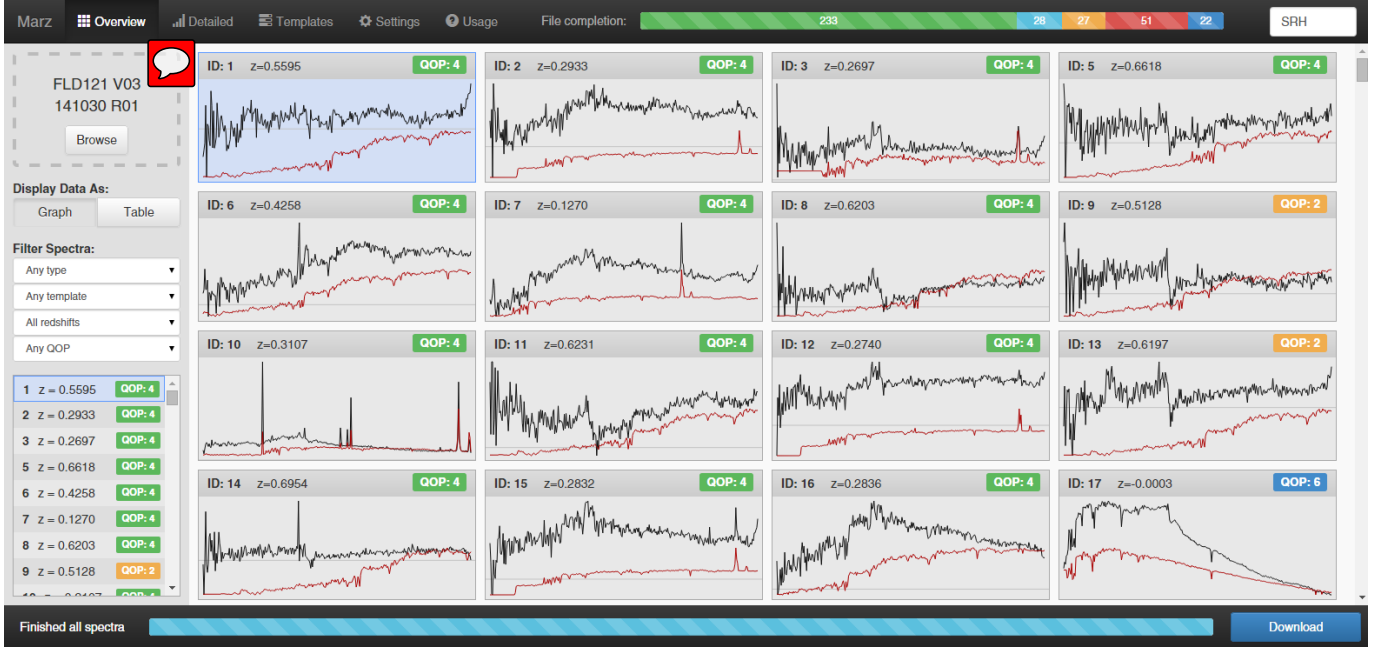 Marz Overview Detailed Templates Settings Usage File completion: 233 28 27 51 22 SRH
FLD121 V03
141030 R01
Browse
Display Data As:
Graph Table
Filter Spectra:
Any type
Any template
All redshifts
Any QOP
1 z = 0.5595 QOP: 4
2 z = 0.2933 QOP: 4
3 z = 0.2697 QOP: 4
5 z = 0.6618 QOP: 4
6 z = 0.4258 QOP: 4
7 z = 0.1270 QOP: 4
8 z = 0.6203 QOP: 4
9 z = 0.5128 QOP: 2
ID: 1 z=0.5595 QOP: 4
ID: 2 z=0.2933 QOP: 4
ID: 3 z=0.2697 QOP: 4
ID: 5 z=0.6618 QOP: 4
ID: 6 z=0.4258 QOP: 4
ID: 7 z=0.1270 QOP: 4
ID: 8 z=0.6203 QOP: 4
ID: 9 z=0.5128 QOP: 2
ID: 10 z=0.3107 QOP: 4
ID: 11 z=0.6231 QOP: 4
ID: 12 z=0.2740 QOP: 4
ID: 13 z=0.6197 QOP: 2
ID: 14 z=0.6954 QOP: 4
ID: 15 z=0.2832 QOP: 4
ID: 16 z=0.2836 QOP: 4
ID: 17 z=-0.0003 QOP: 6
Finished all spectra
Download